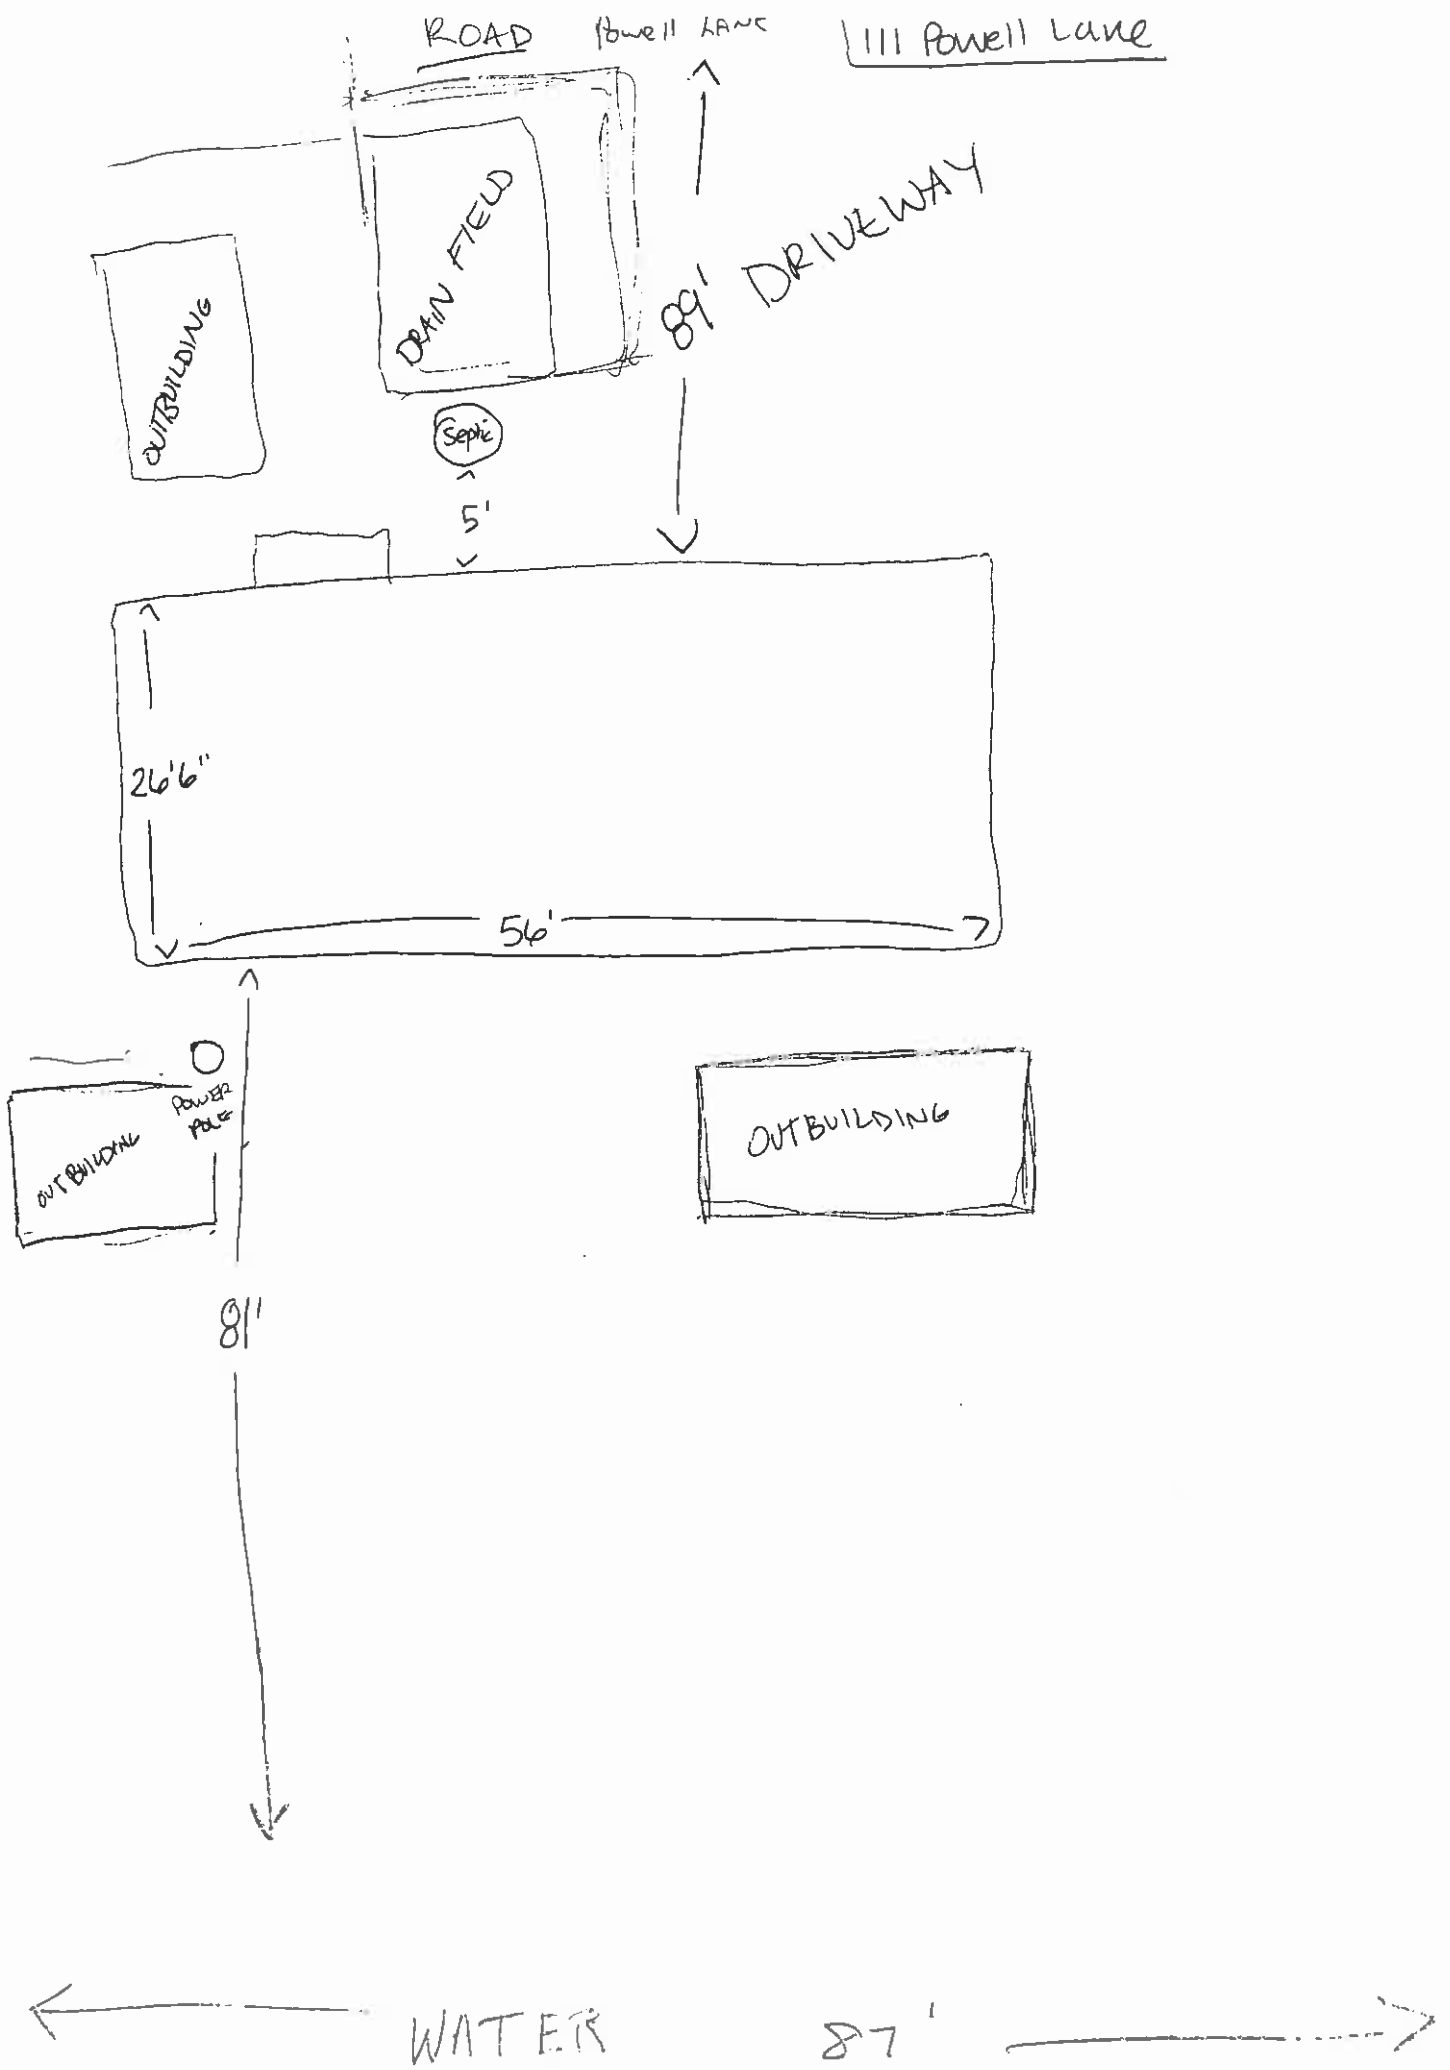 ROAD
Powell LANE
111 Powell Lane
DRAIN FIELD
OUTBUILDING
89' DRIVEWAY
Septic
5'
26'6"
56'
POWER
POLE
OUTBUILDING
OUTBUILDING
81'
WATER 87'